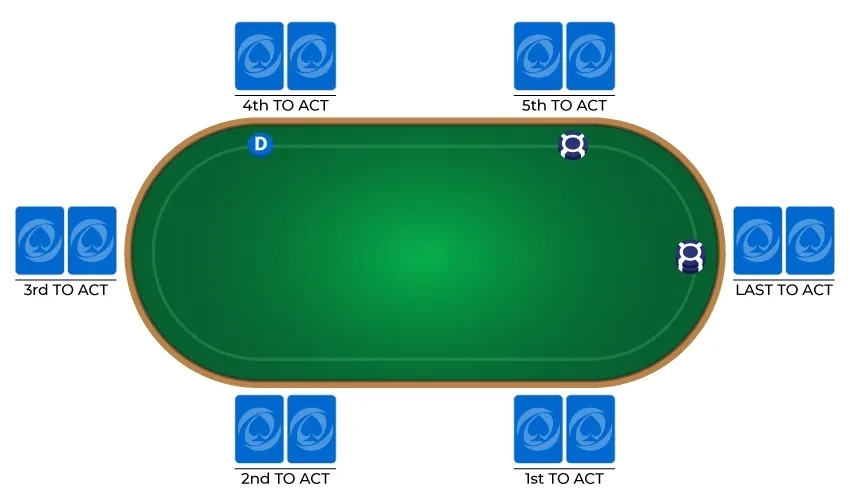 4th TO ACT
5th TO ACT
D
3rd TO ACT
LAST TO ACT
2nd TO ACT
1st TO ACT